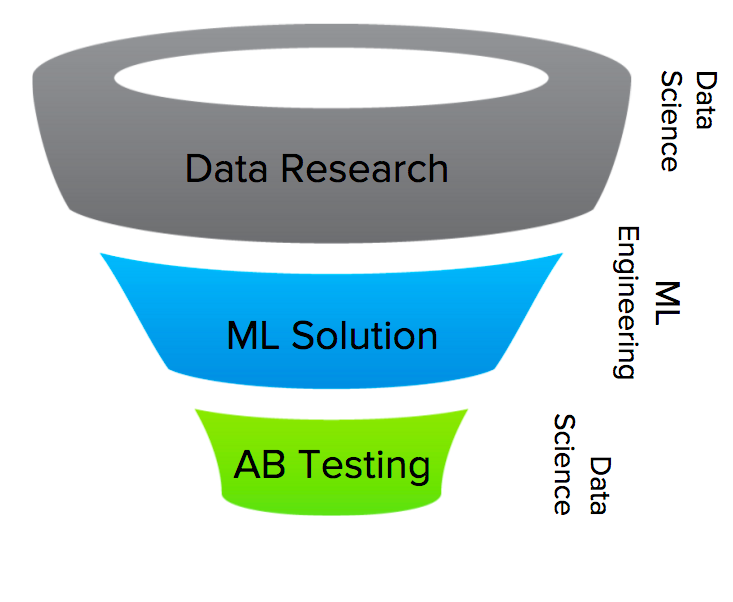 Data Research
Data
Science
ML Solution
ML
Engineering
AB Testing
Data
Science